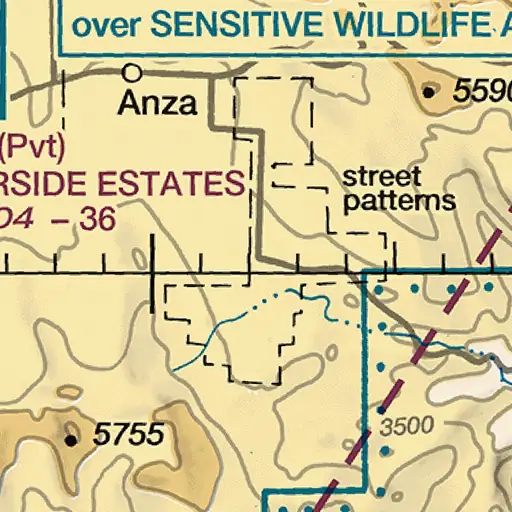 over SENSITIVE WILDLIFE A
5590
Anza
(Pvt)
RSIDE ESTATES
04 – 36
street
patterns
3500
5755